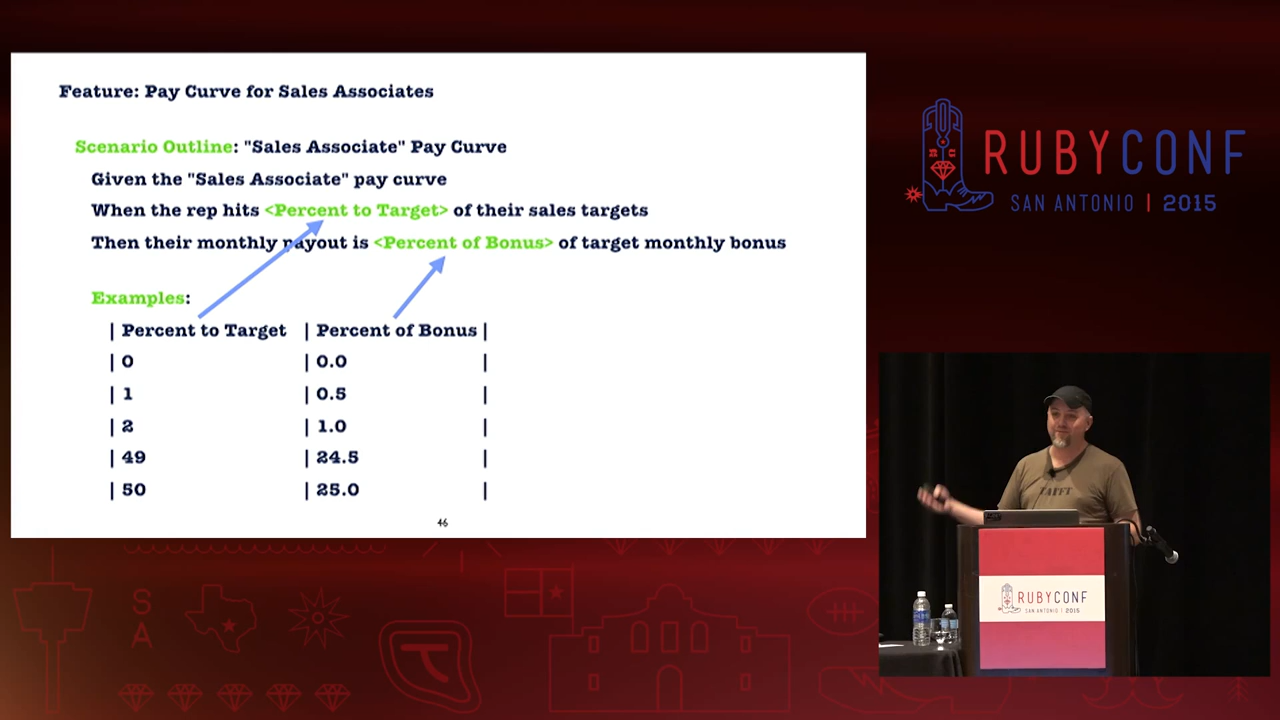 Feature: Pay Curve for Sales Associates
Scenario Outline: "Sales Associate" Pay Curve
Given the "Sales Associate" pay curve
When the rep hits <Percent to Target> of their sales targets
Then their monthly payout is <Percent of Bonus> of target monthly bonus
Examples:
| Percent to Target | Percent of Bonus |
| 0 | 0.0 |
| 1 | 0.5 |
| 2 | 1.0 |
| 49 | 24.5 |
| 50 | 25.0 |
46
RUBYCONF
SAN ANTONIO | 2015
RUBYCONF
SAN ANTONIO | 2015
S
A